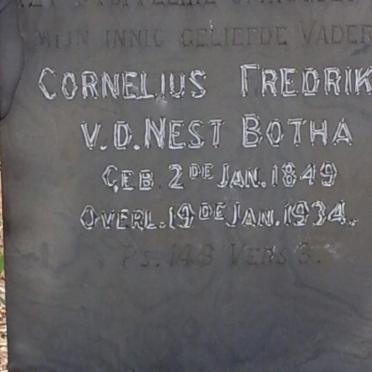 MIJN INNIG GELIEFDE VADER
CORNELIUS FREDRIK
V.D. NEST BOTHA
GEB. 2DE JAN. 1849
OVERL. 19DE JAN. 1934.
PS. 148 VERS 3.